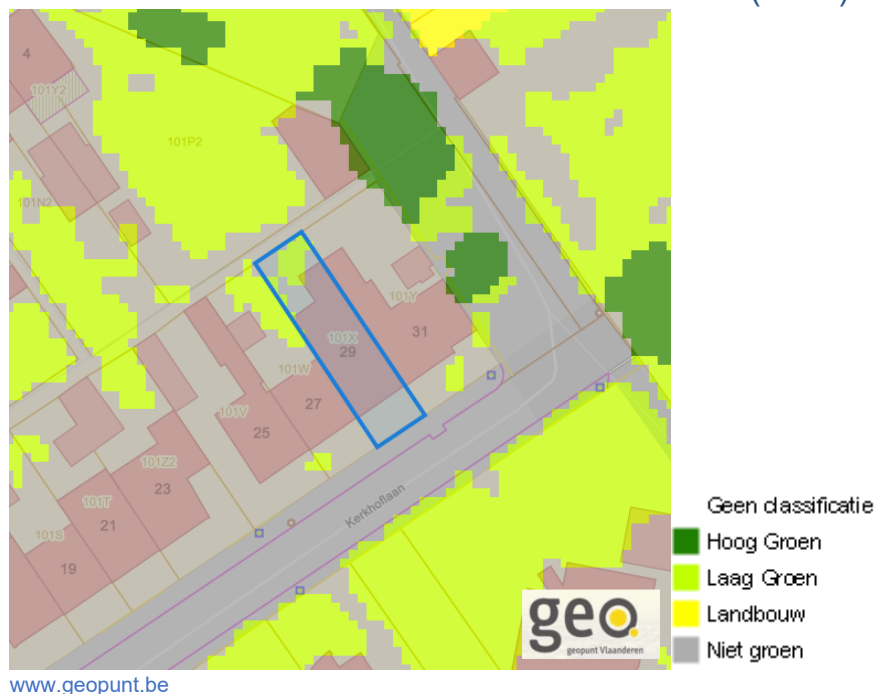 4
101Y2
101P2
101N2
101Y
31
101X
29
101W
27
101V
25
101Z2
23
101T
21
101S
19
Kerkhoflaan
geo.
geopunt Vlaanderen
Geen classificatie
Hoog Groen
Laag Groen
Landbouw
Niet groen
www.geopunt.be